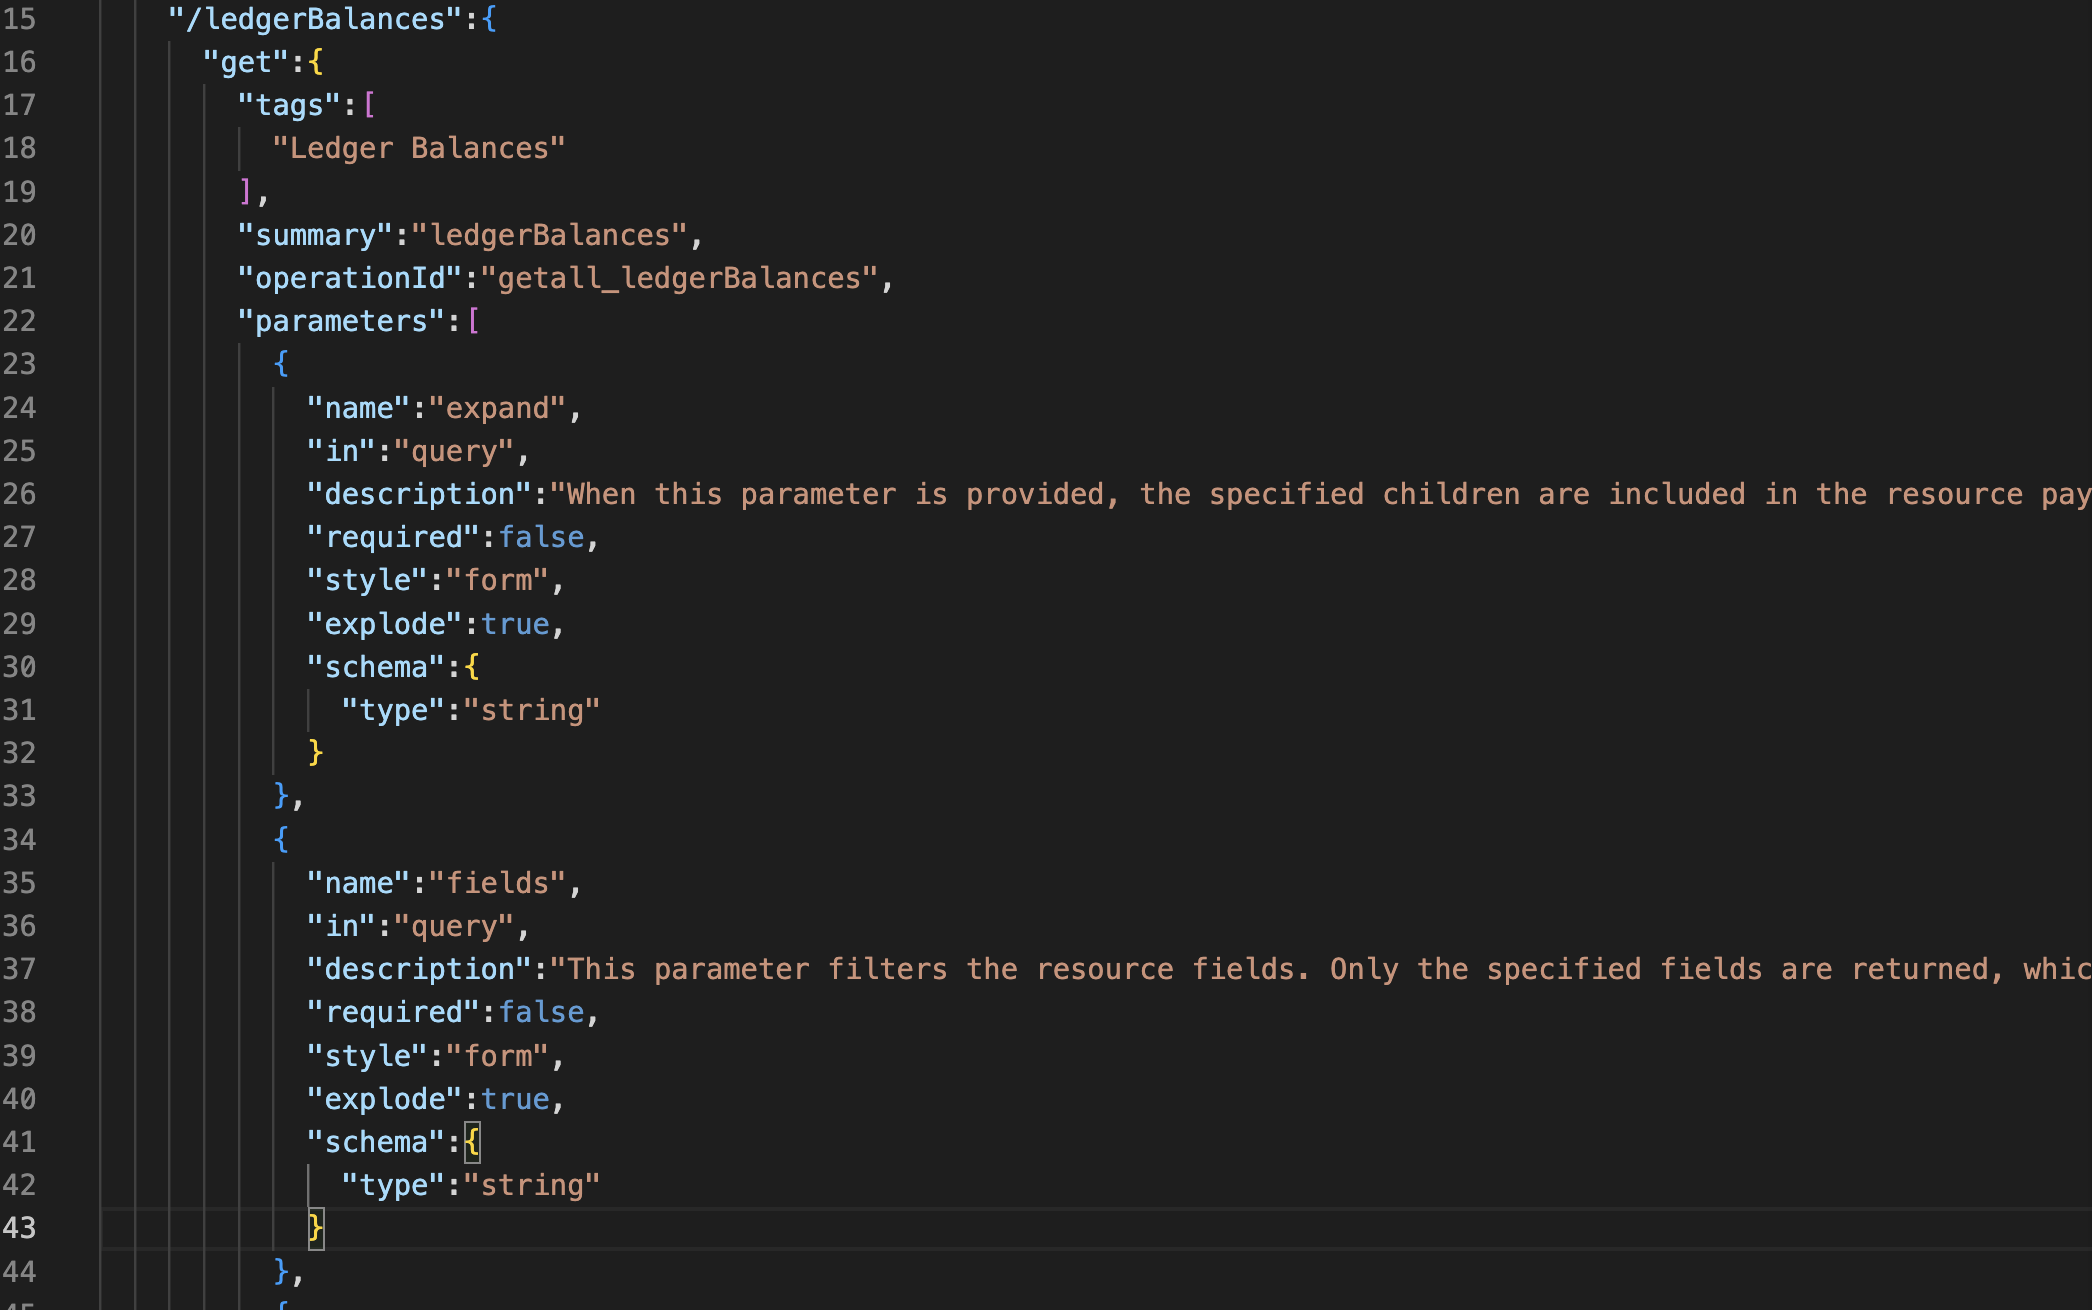 15 "/ledgerBalances":{
16 "get":{
17 "tags":[
18 "Ledger Balances"
19 ],
20 "summary":"ledgerBalances",
21 "operationId":"getall_ledgerBalances",
22 "parameters":[
23 {
24 "name":"expand",
25 "in":"query",
26 "description":"When this parameter is provided, the specified children are included in the resource pay
27 "required":false,
28 "style":"form",
29 "explode":true,
30 "schema":{
31 "type":"string"
32 }
33 },
34 {
35 "name":"fields",
36 "in":"query",
37 "description":"This parameter filters the resource fields. Only the specified fields are returned, whic
38 "required":false,
39 "style":"form",
40 "explode":true,
41 "schema":{
42 "type":"string"
43 }
44 },